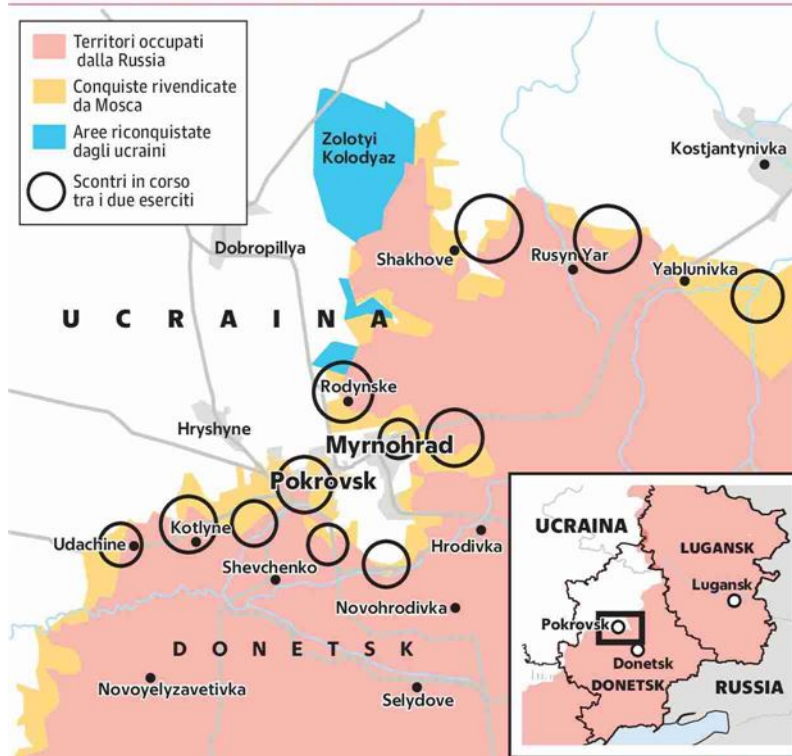 Territori occupati
dalla Russia
Conquiste rivendicate
da Mosca
Aree riconquistate
dagli ucraini
Scontri in corso
tra i due eserciti
Zolotyi
Kolodyaz
Kostjantynivka
Dobropillya
Shakhove
Rusyn Yar
Yablunivka
UCRAINA
Rodynske
Hryshyne
Myrnohrad
Pokrovsk
Udachine
Kotlyne
Shevchenko
Hrodivka
Novohrodivka
DONETSK
Novoyelyzavetivka
Selydove
UCRAINA
LUGANSK
Lugansk
Pokrovsk
Donetsk
DONETSK
RUSSIA